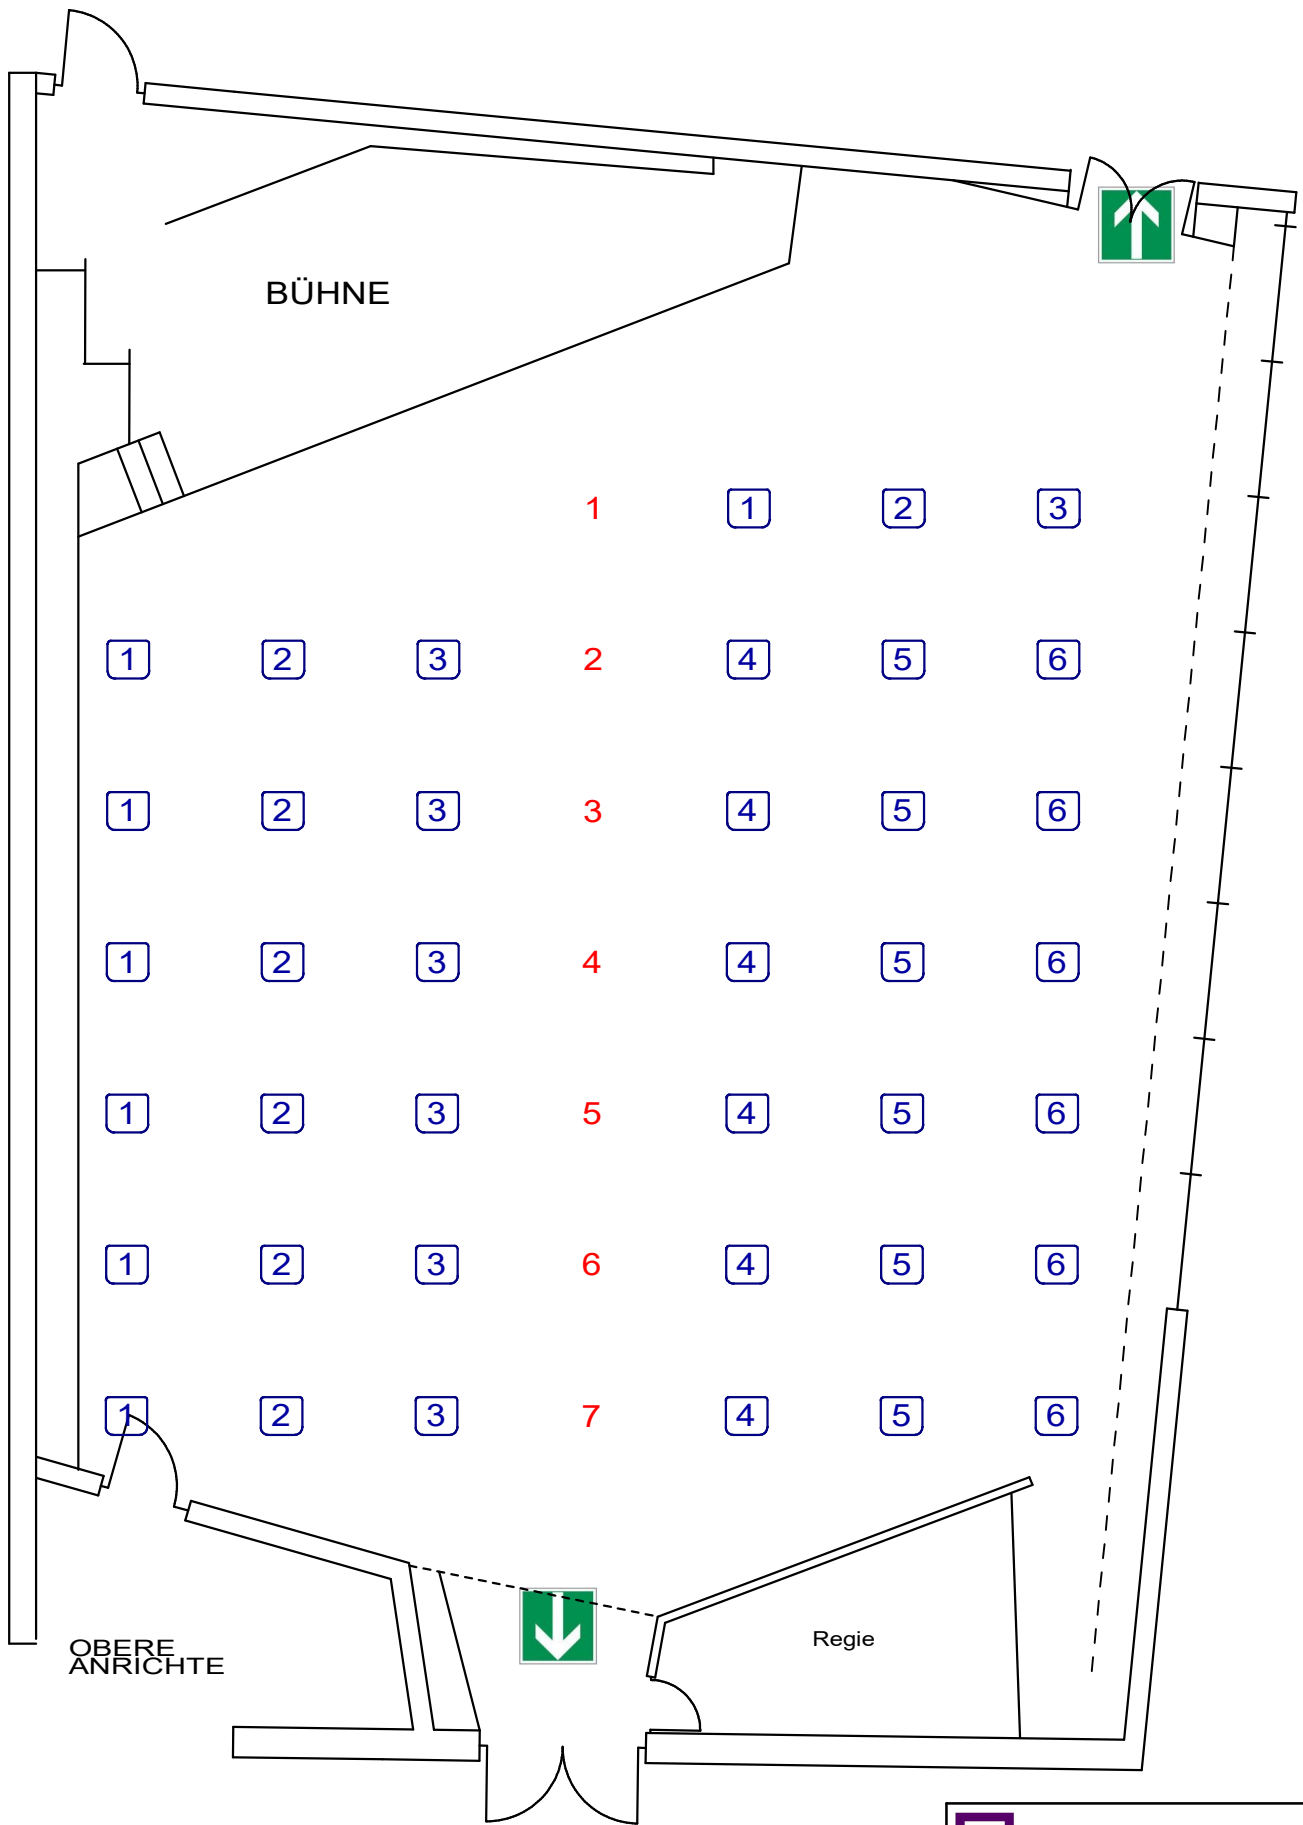 BÜHNE
1 1 2 3
1 2 3 2 4 5 6
1 2 3 3 4 5 6
1 2 3 4 4 5 6
1 2 3 5 4 5 6
1 2 3 6 4 5 6
1 2 3 7 4 5 6
OBERE
ANRICHTE
Regie